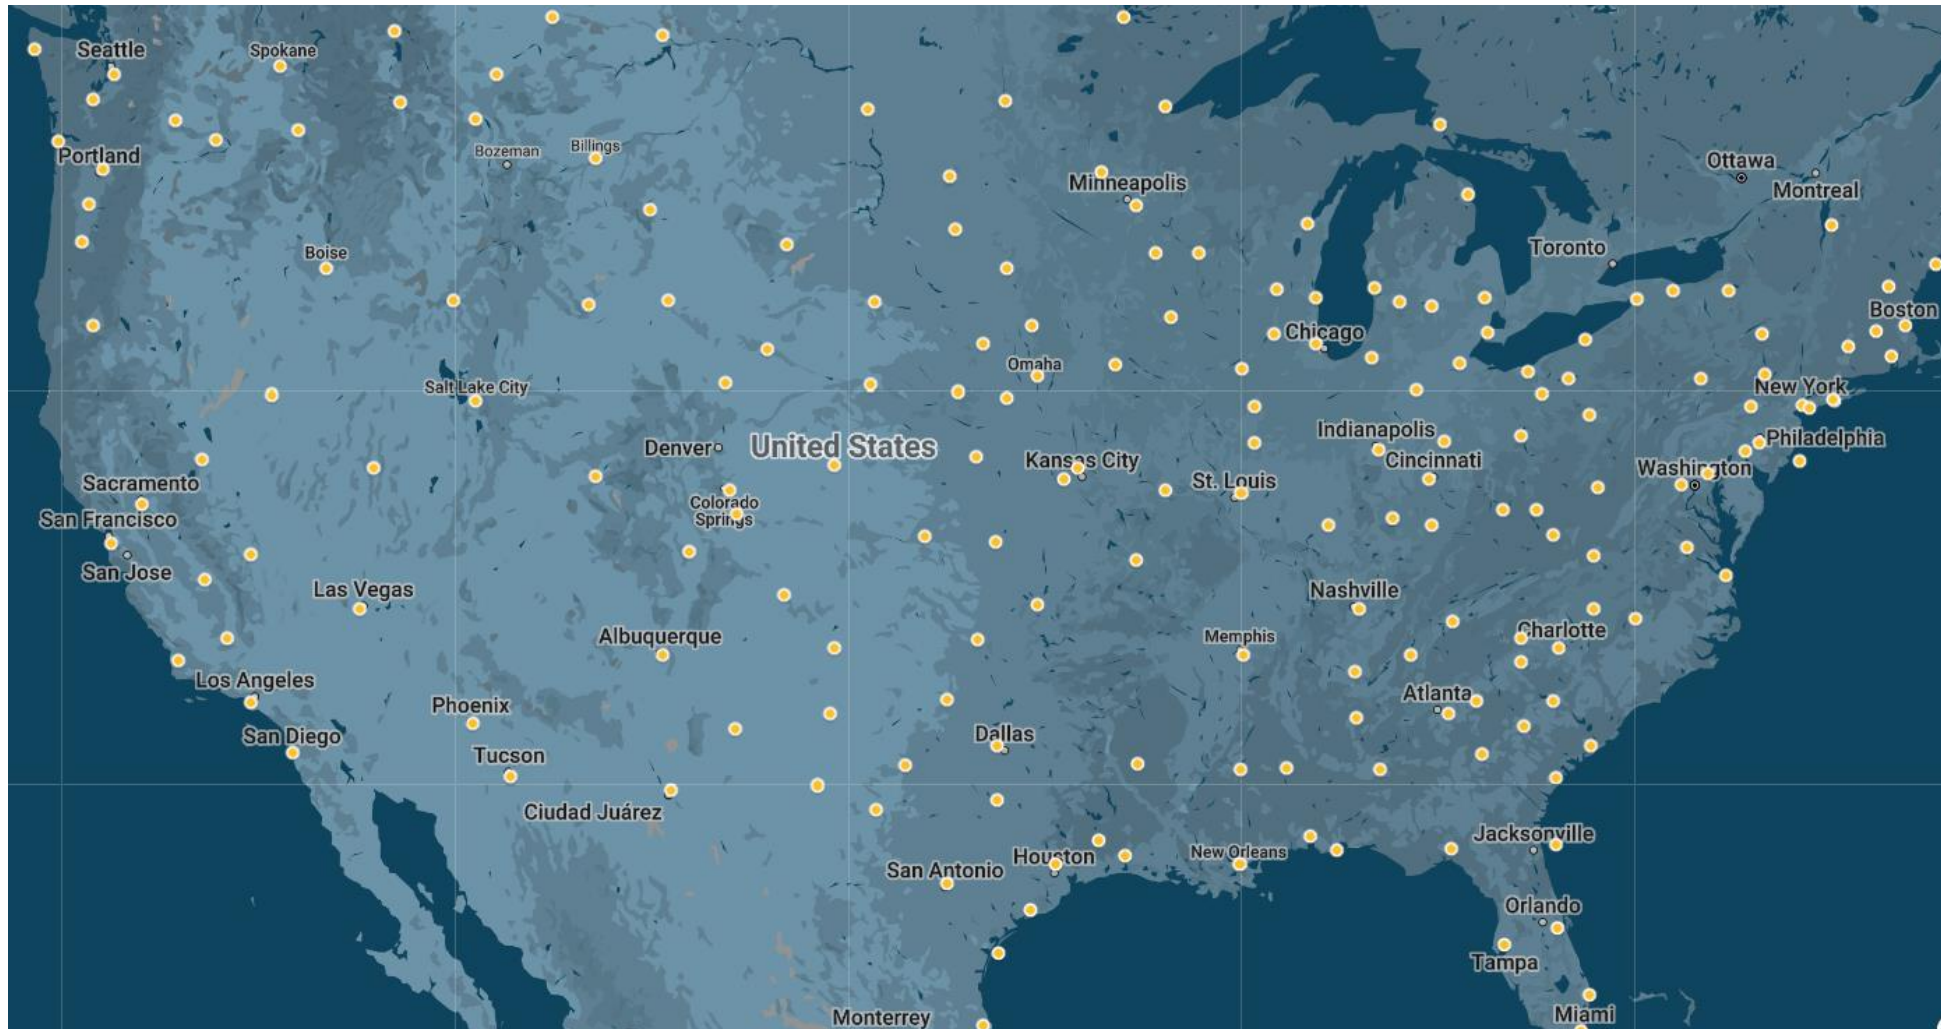 Seattle
Spokane
Portland
Bozeman
Billings
Minneapolis
Ottawa
Montreal
Toronto
Boise
Boston
Chicago
Omaha
Salt Lake City
New York
Indianapolis
Philadelphia
Denver
United States
Kansas City
Cincinnati
Washington
Sacramento
St. Louis
Colorado
Springs
San Francisco
San Jose
Las Vegas
Nashville
Albuquerque
Memphis
Charlotte
Los Angeles
Atlanta
Phoenix
San Diego
Dallas
Tucson
Ciudad Juárez
Jacksonville
New Orleans
Houston
San Antonio
Orlando
Tampa
Monterrey
Miami